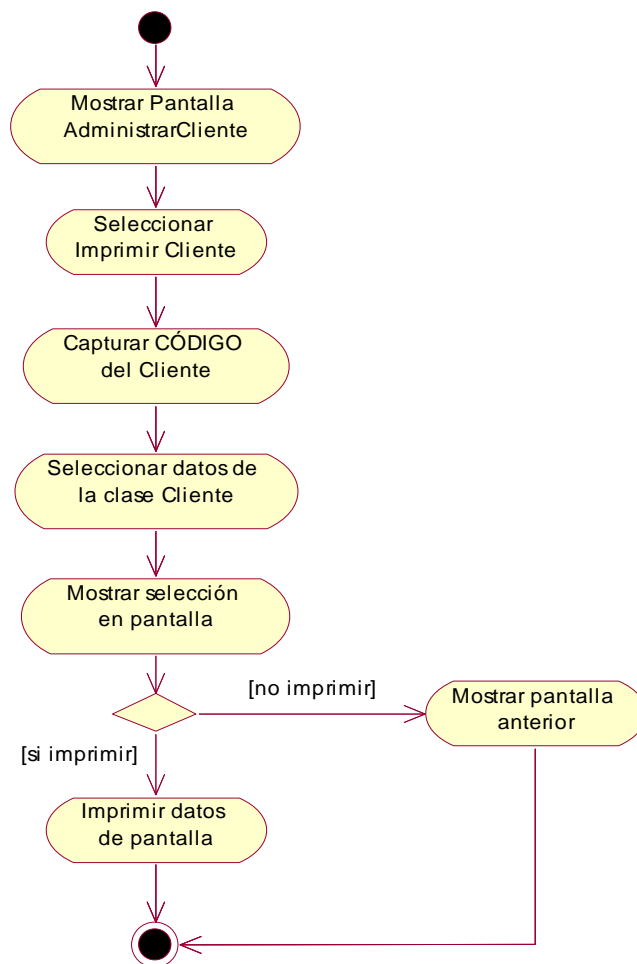 Mostrar Pantalla
AdministrarCliente
Seleccionar
Imprimir Cliente
Capturar CÓDIGO
del Cliente
Seleccionar datos de
la clase Cliente
Mostrar selección
en pantalla
[no imprimir]
Mostrar pantalla
anterior
[si imprimir]
Imprimir datos
de pantalla